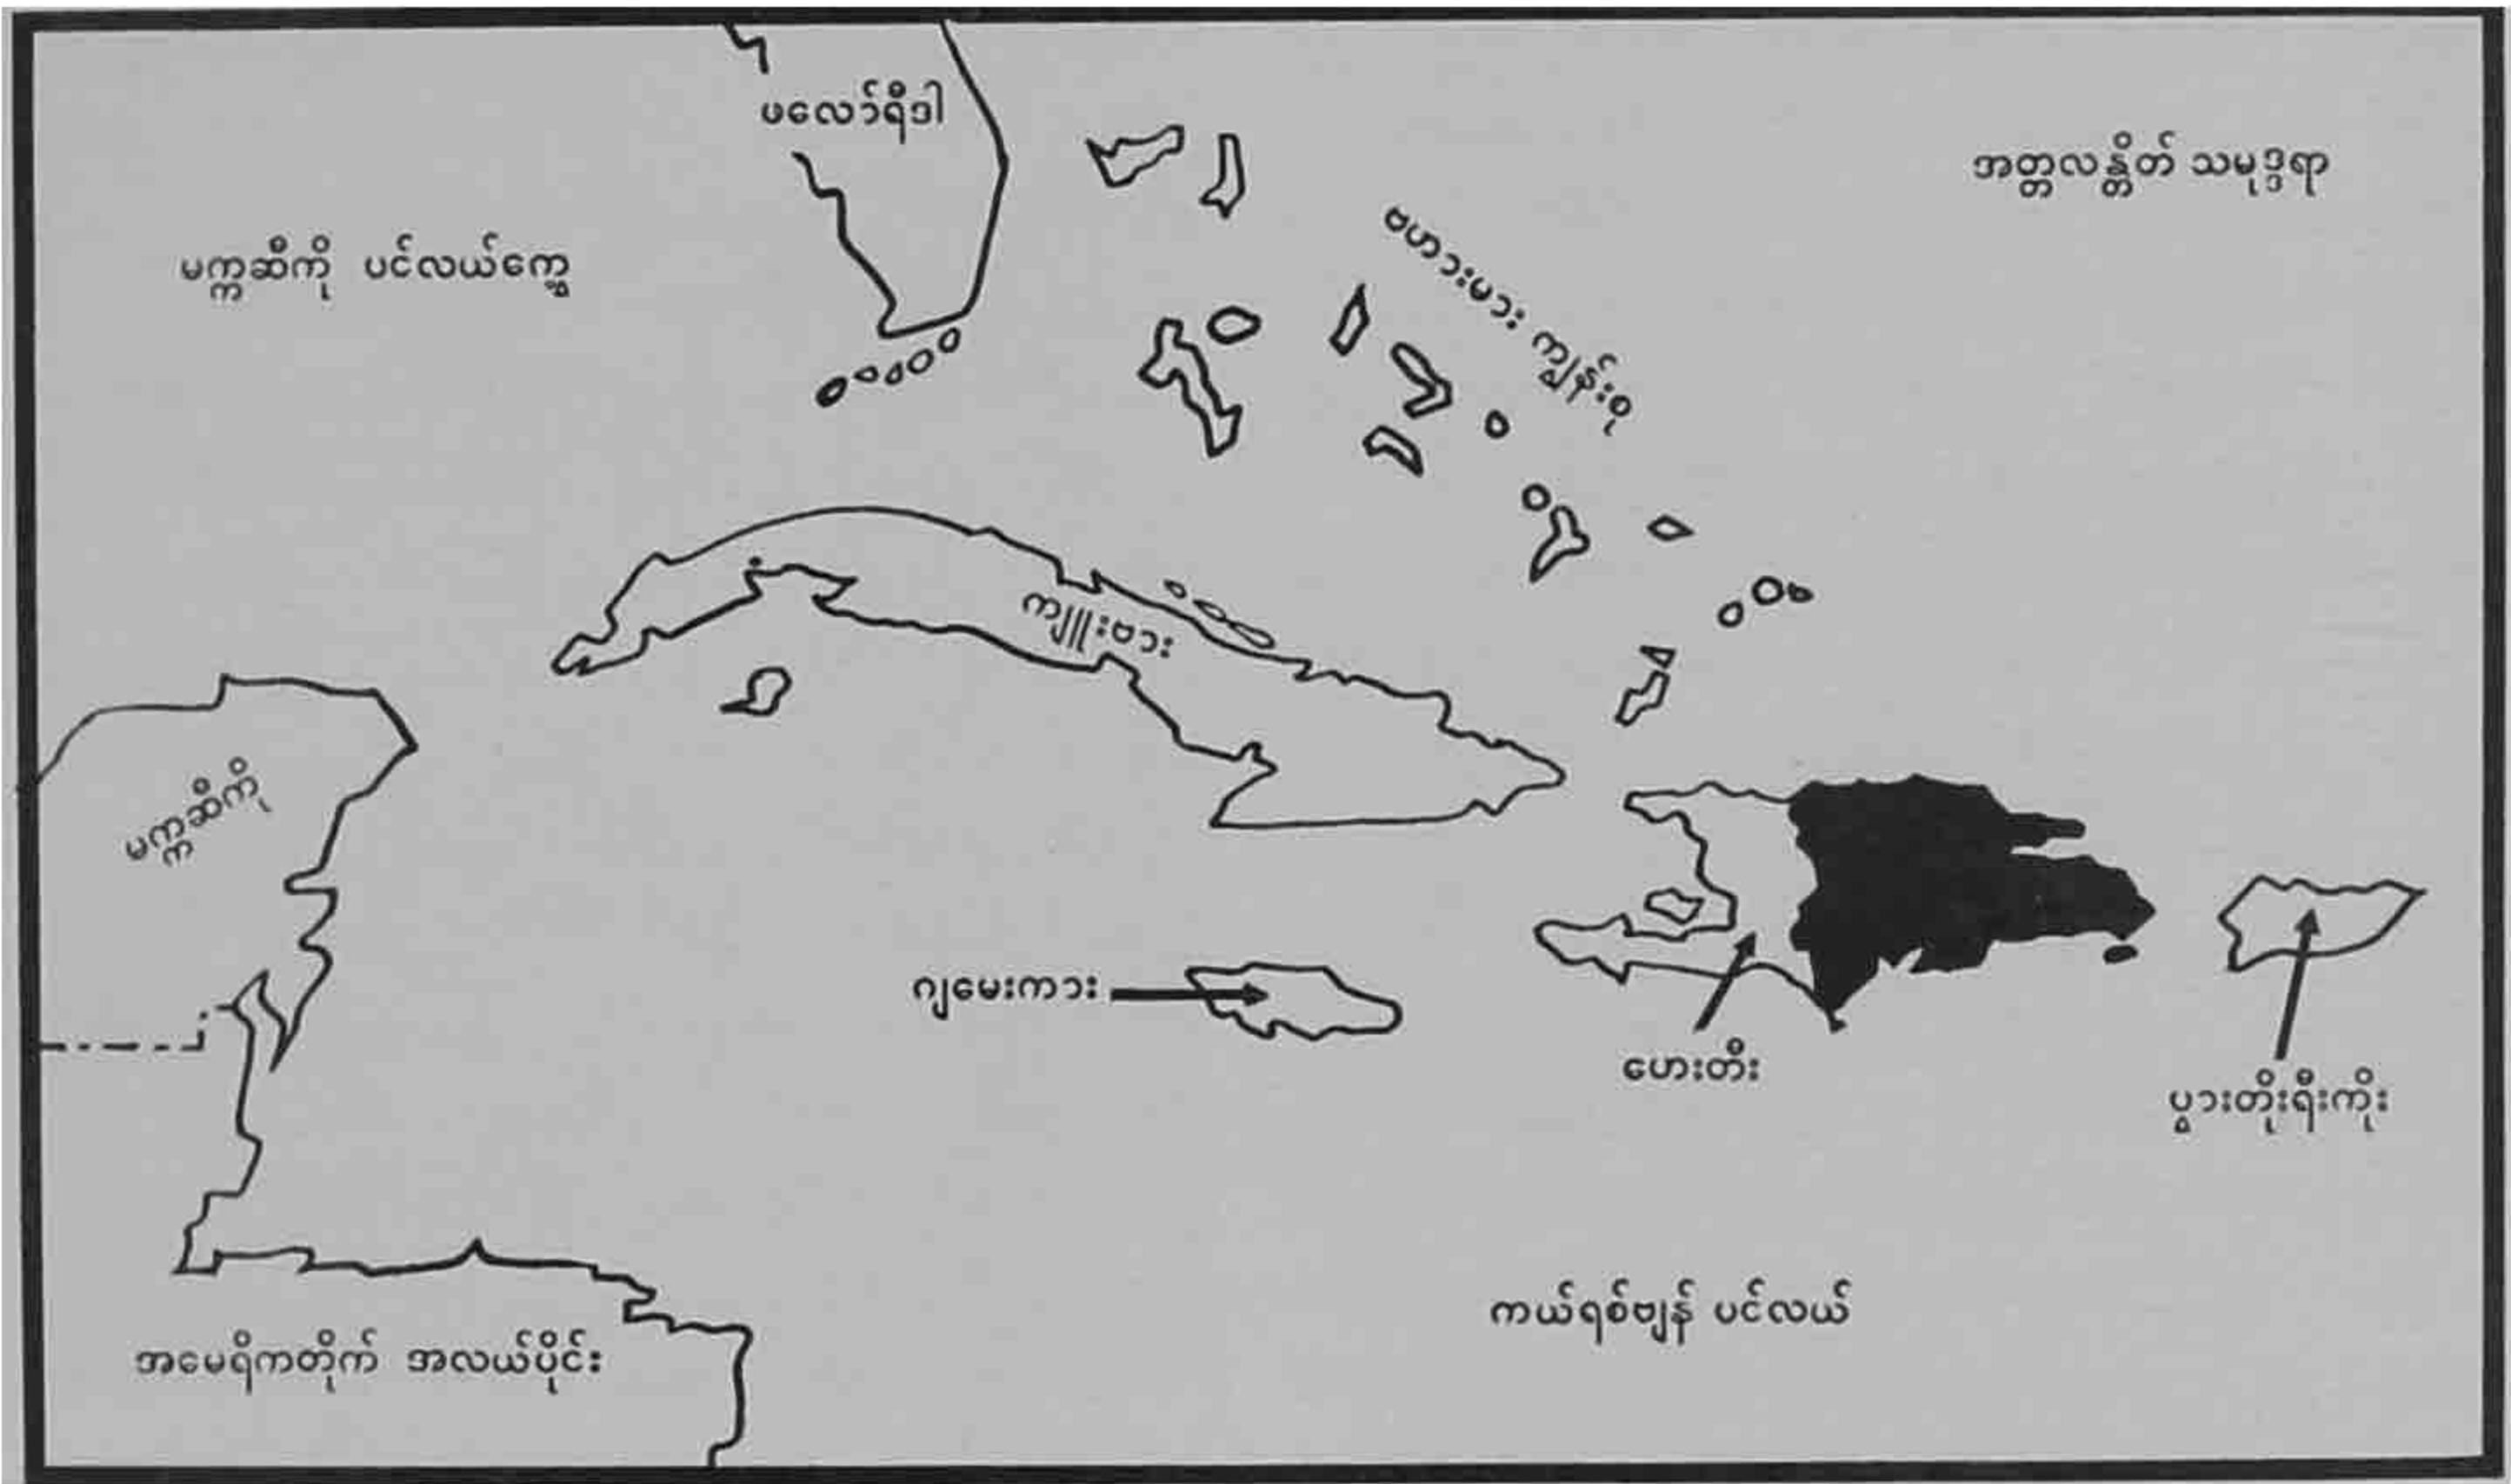 ဖလော်ရီဒါ
အတ္တလန္တိတ် သမုဒ္ဒရာ
မက္ကဆီကို ပင်လယ်ကွေ့
ဗဟားမား ကျွန်းစု
ကျူးဗား
မက္ကဆီကို
ဂျမေးကား
ဟေးတီး
ပွားတိုးရီးကိုး
ကယ်ရစ်ဗျန် ပင်လယ်
အမေရိကတိုက် အလယ်ပိုင်း